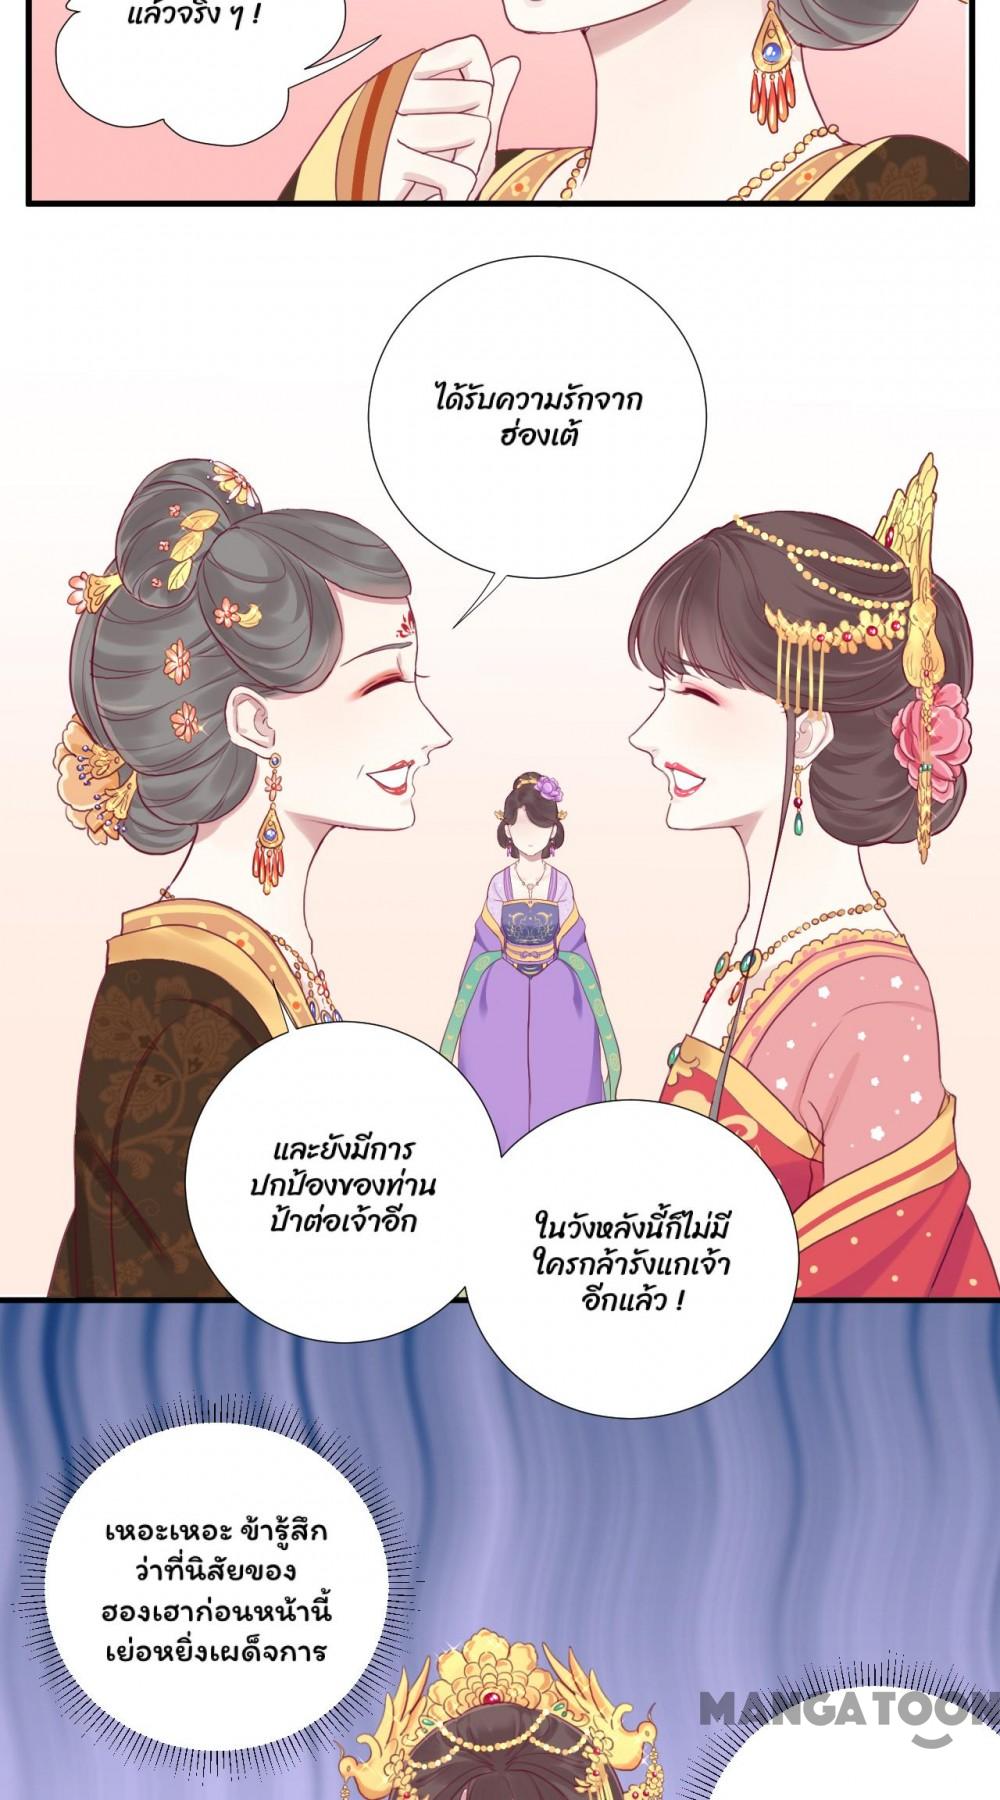 แล้วจริง ๆ !
ได้รับความรักจาก
ฮ่องเต้
และยังมีการ
ปกป้องของท่าน
ป้าต่อเจ้าอีก
ในวังหลังนี้ก็ไม่มี
ใครกล้ารังแกเจ้า
อีกแล้ว !
เหอะเหอะ ข้ารู้สึก
ว่าที่นิสัยของ
ฮองเฮาก่อนหน้านี้
เย่อหยิ่งเผด็จการ
MANGATOON